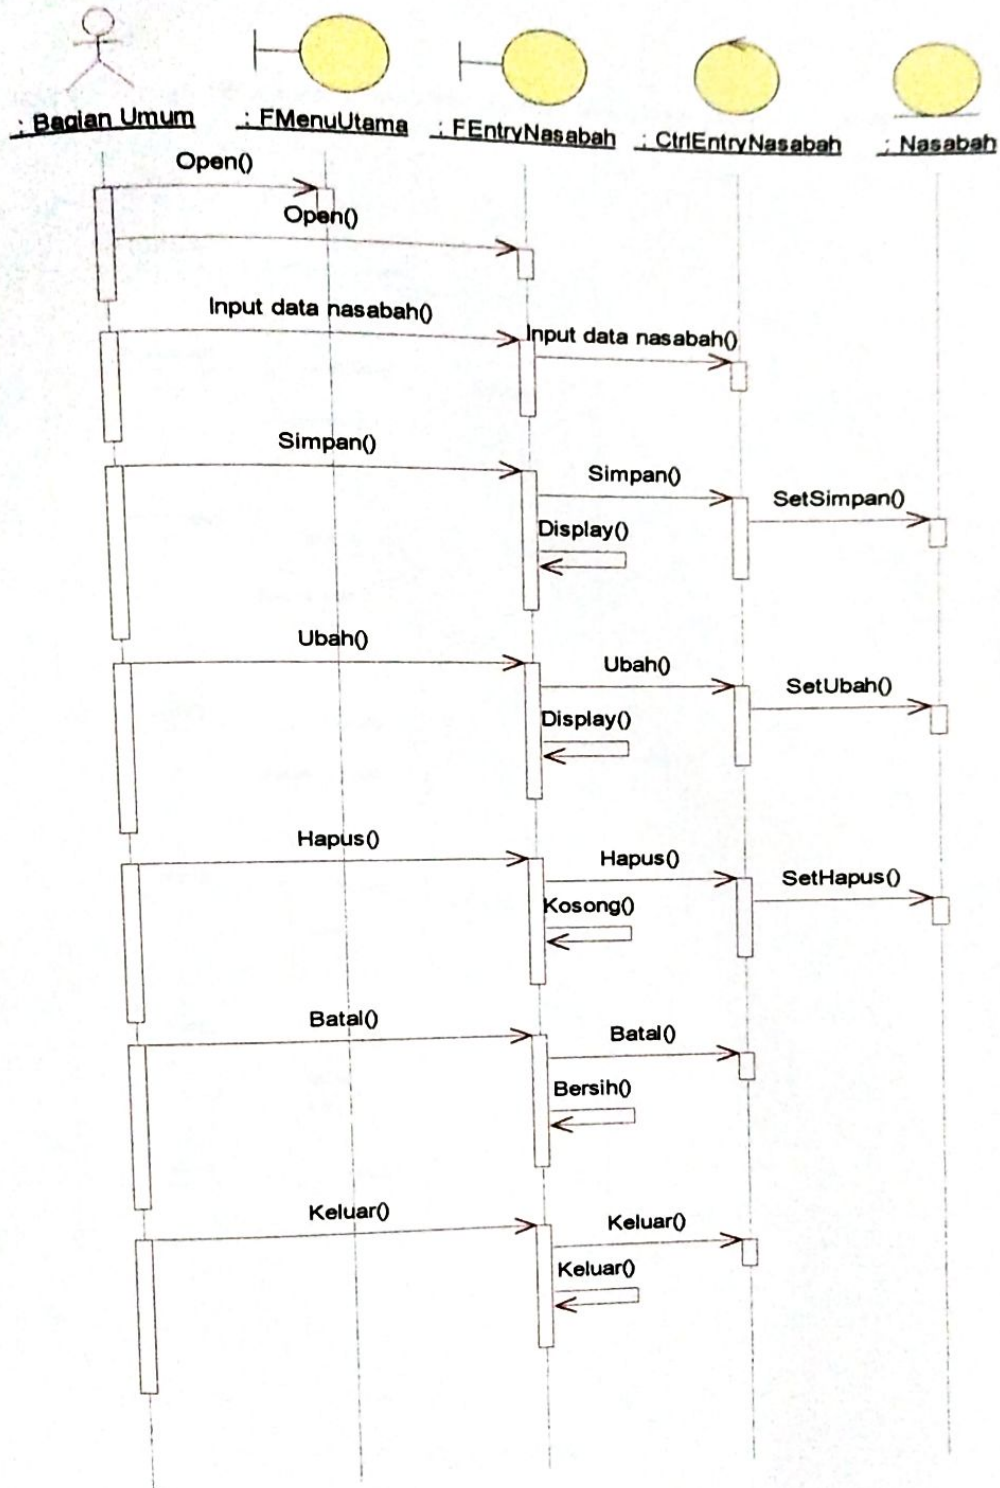 : Bagian Umum
: FMenuUtama
: FEntryNasabah
: CtrlEntryNasabah
: Nasabah
Open()
Open()
Input data nasabah()
Input data nasabah()
Simpan()
Simpan()
SetSimpan()
Display()
Ubah()
Ubah()
SetUbah()
Display()
Hapus()
Hapus()
SetHapus()
Kosong()
Batal()
Batal()
Bersih()
Keluar()
Keluar()
Keluar()